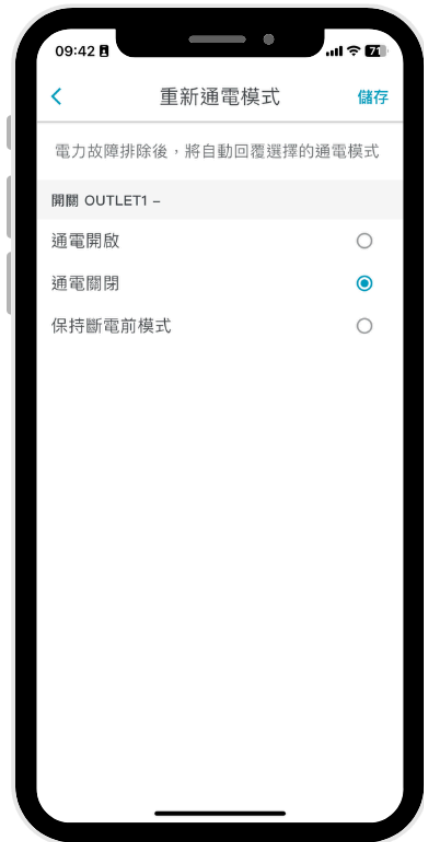 09:42
71
重新通電模式
儲存
電力故障排除後，將自動回覆選擇的通電模式
開關 OUTLET1 –
通電開啟
通電關閉
保持斷電前模式